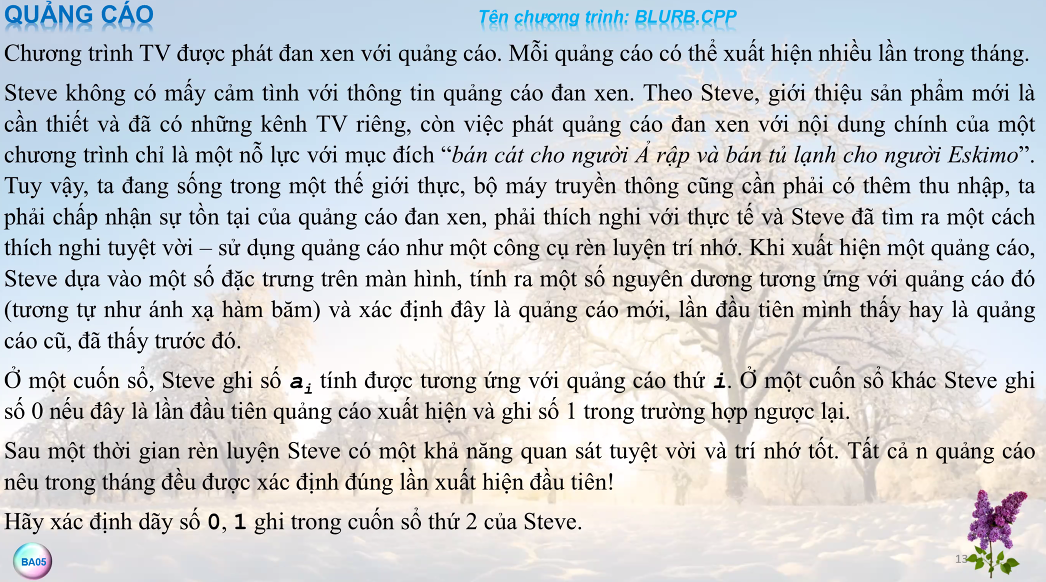 QUẢNG CÁO
Tên chương trình: BLURB.CPP
Chương trình TV được phát đan xen với quảng cáo. Mỗi quảng cáo có thể xuất hiện nhiều lần trong tháng.
Steve không có mấy cảm tình với thông tin quảng cáo đan xen. Theo Steve, giới thiệu sản phẩm mới là
cần thiết và đã có những kênh TV riêng, còn việc phát quảng cáo đan xen với nội dung chính của một
chương trình chỉ là một nỗ lực với mục đích “bán cát cho người Ả rập và bán tủ lạnh cho người Eskimo”.
Tuy vậy, ta đang sống trong một thế giới thực, bộ máy truyền thông cũng cần phải có thêm thu nhập, ta
phải chấp nhận sự tồn tại của quảng cáo đan xen, phải thích nghi với thực tế và Steve đã tìm ra một cách
thích nghi tuyệt vời – sử dụng quảng cáo như một công cụ rèn luyện trí nhớ. Khi xuất hiện một quảng cáo,
Steve dựa vào một số đặc trưng trên màn hình, tính ra một số nguyên dương tương ứng với quảng cáo đó
(tương tự như ánh xạ hàm băm) và xác định đây là quảng cáo mới, lần đầu tiên mình thấy hay là quảng
cáo cũ, đã thấy trước đó.
Ở một cuốn sổ, Steve ghi số aᵢ tính được tương ứng với quảng cáo thứ i. Ở một cuốn sổ khác Steve ghi
số 0 nếu đây là lần đầu tiên quảng cáo xuất hiện và ghi số 1 trong trường hợp ngược lại.
Sau một thời gian rèn luyện Steve có một khả năng quan sát tuyệt vời và trí nhớ tốt. Tất cả n quảng cáo
nêu trong tháng đều được xác định đúng lần xuất hiện đầu tiên!
Hãy xác định dãy số 0, 1 ghi trong cuốn sổ thứ 2 của Steve.
BA05
13